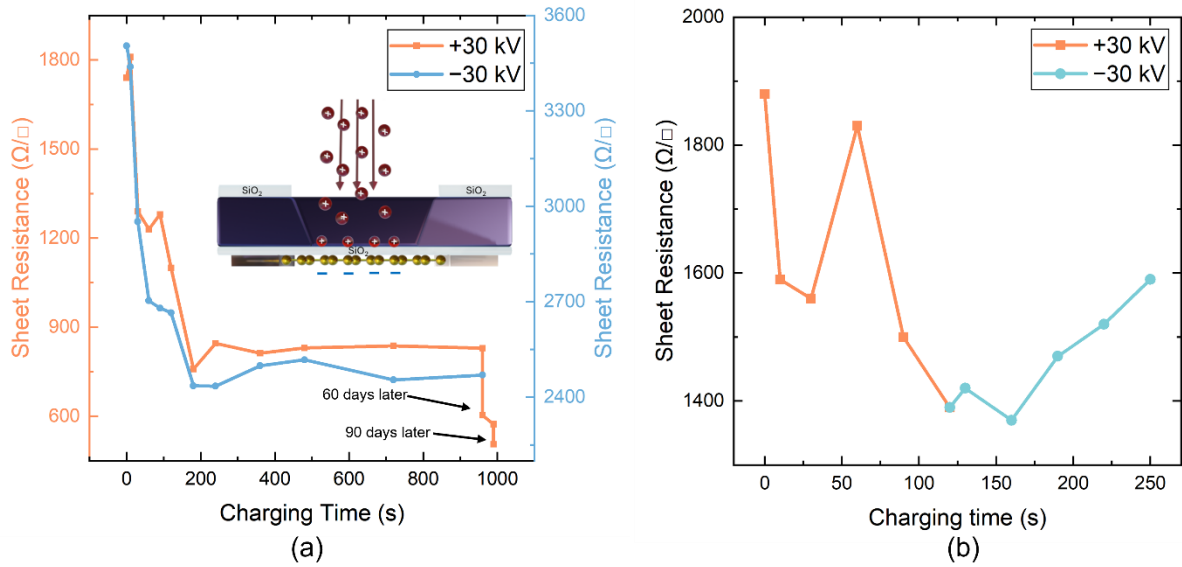 +30 kV
−30 kV
Sheet Resistance (Ω/□)
1800
1500
1200
900
600
3600
3300
3000
2700
2400
Sheet Resistance (Ω/□)
SiO2
SiO2
SiO2
+ + + + + + + + + + + + + + +
60 days later
90 days later
0 200 400 600 800 1000
Charging Time (s)
(a)
+30 kV
−30 kV
Sheet Resistance (Ω/□)
2000
1800
1600
1400
0 50 100 150 200 250
Charging time (s)
(b)